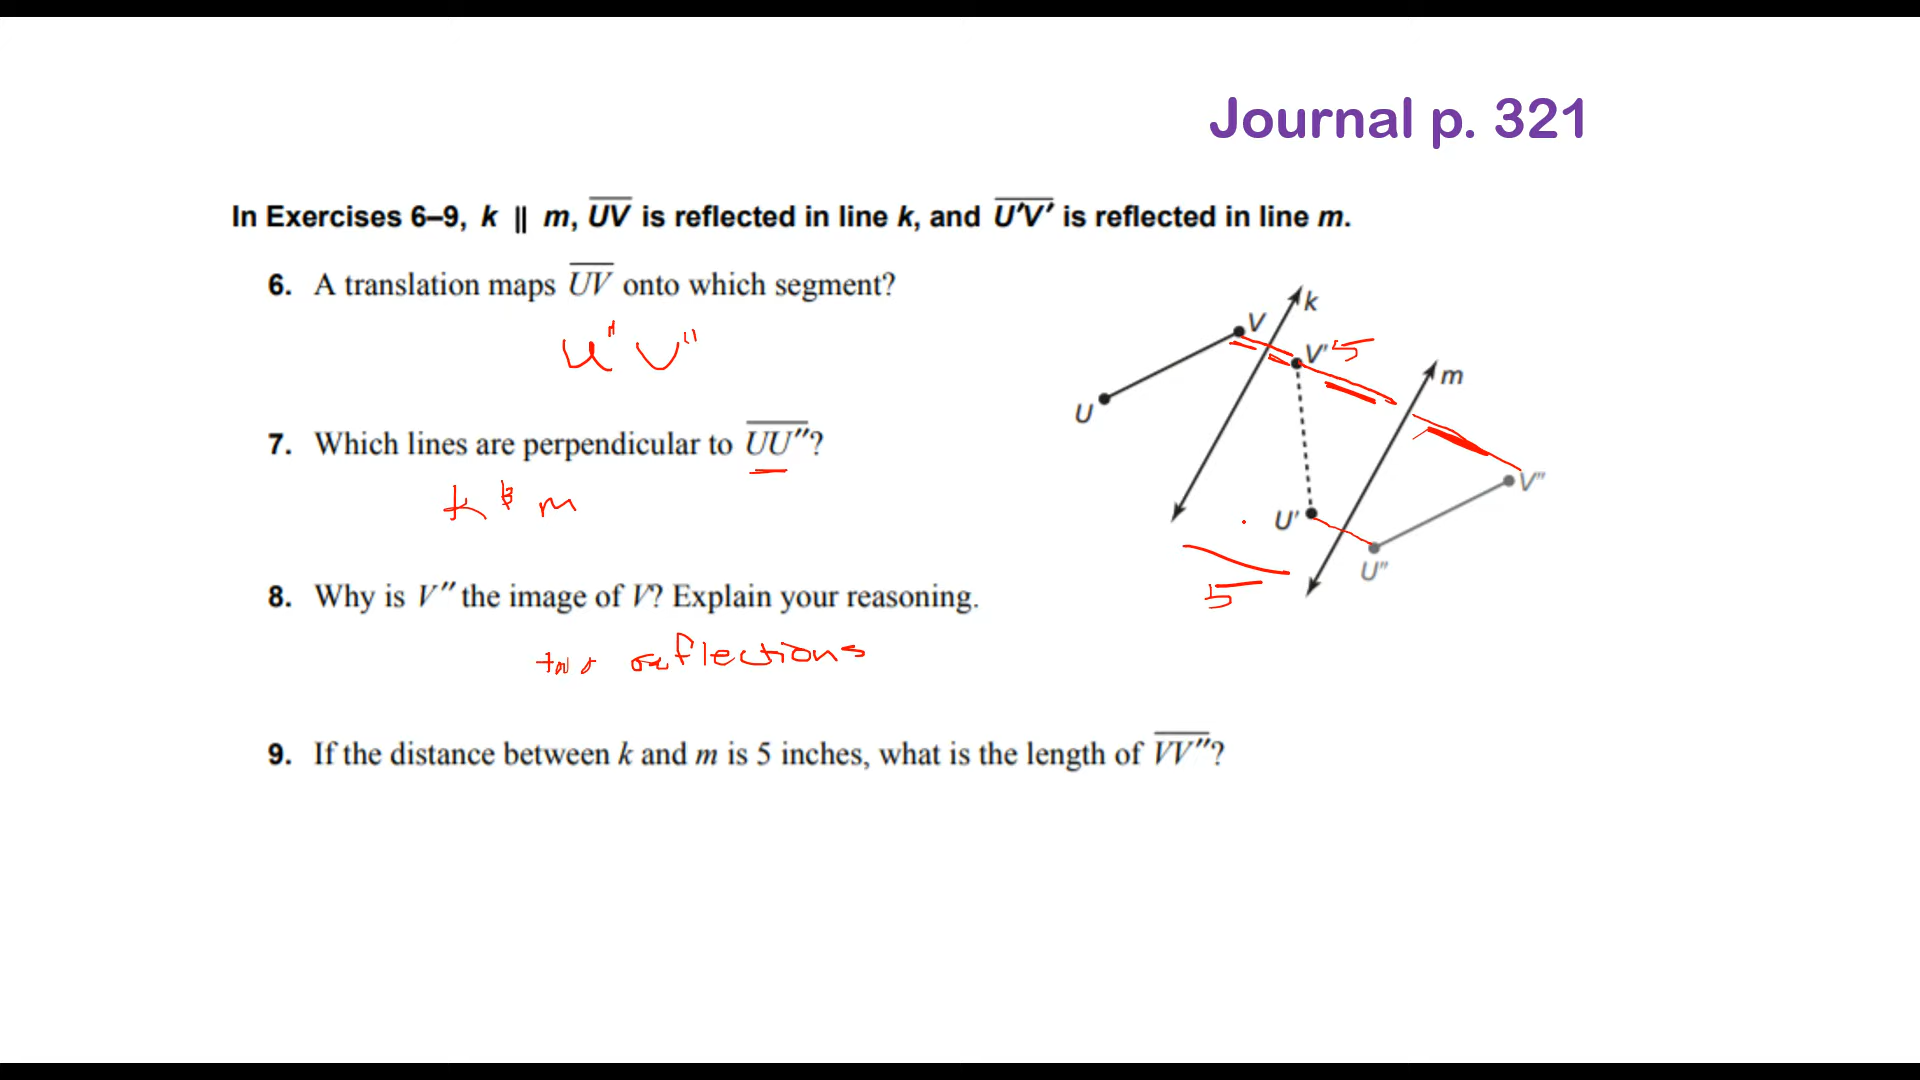 Journal p. 321
In Exercises 6–9, k || m, UV is reflected in line k, and U'V' is reflected in line m.
6. A translation maps UV onto which segment?
U" V"
7. Which lines are perpendicular to UU"?
k & m
8. Why is V" the image of V? Explain your reasoning.
two reflections
9. If the distance between k and m is 5 inches, what is the length of VV"?
k
V
V' 5
m
U
V"
U'
U"
5